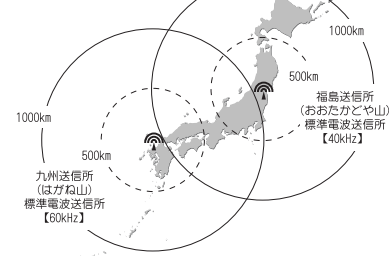 1000km
500km
福島送信所
(おおたかどや山)
標準電波送信所
【40kHz】
1000km
500km
九州送信所
(はがね山)
標準電波送信所
【60kHz】